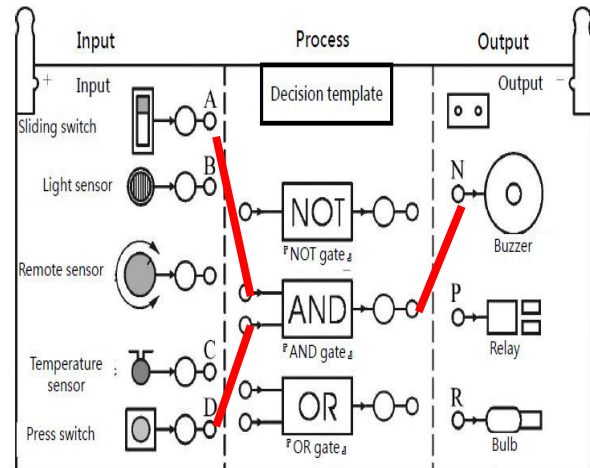 Input
Process
Output
+
Input
Decision template
Output
−
Sliding switch
A
Light sensor
B
NOT
『NOT gate』
N
Buzzer
Remote sensor
AND
『AND gate』
P
Relay
Temperature
sensor
C
OR
『OR gate』
Press switch
D
R
Bulb